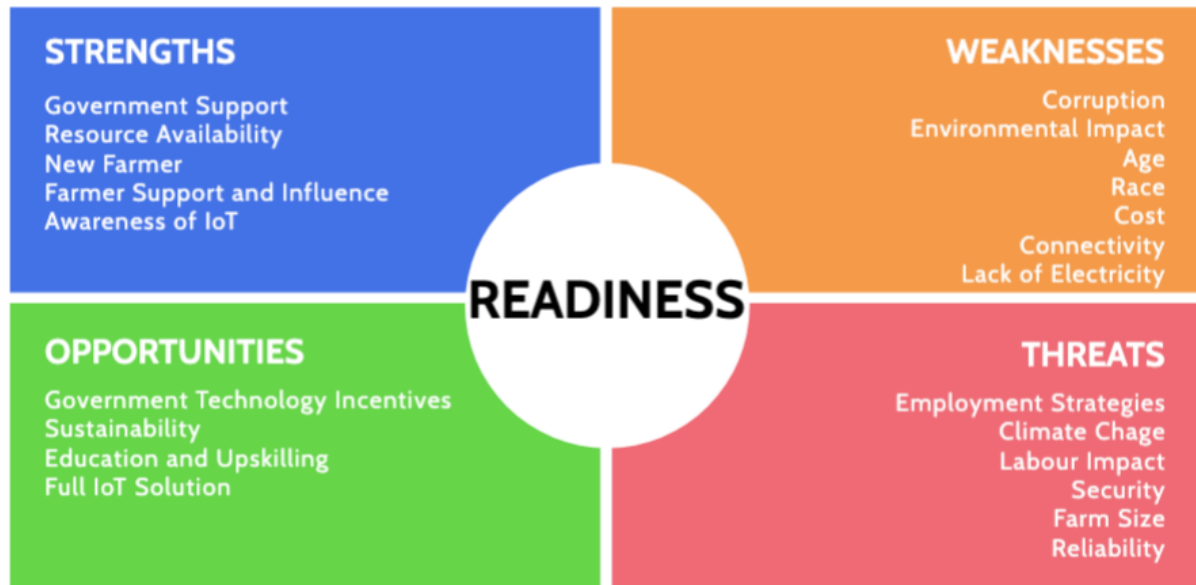 STRENGTHS
Government Support
Resource Availability
New Farmer
Farmer Support and Influence
Awareness of IoT
WEAKNESSES
Corruption
Environmental Impact
Age
Race
Cost
Connectivity
Lack of Electricity
READINESS
OPPORTUNITIES
Government Technology Incentives
Sustainability
Education and Upskilling
Full IoT Solution
THREATS
Employment Strategies
Climate Chage
Labour Impact
Security
Farm Size
Reliability